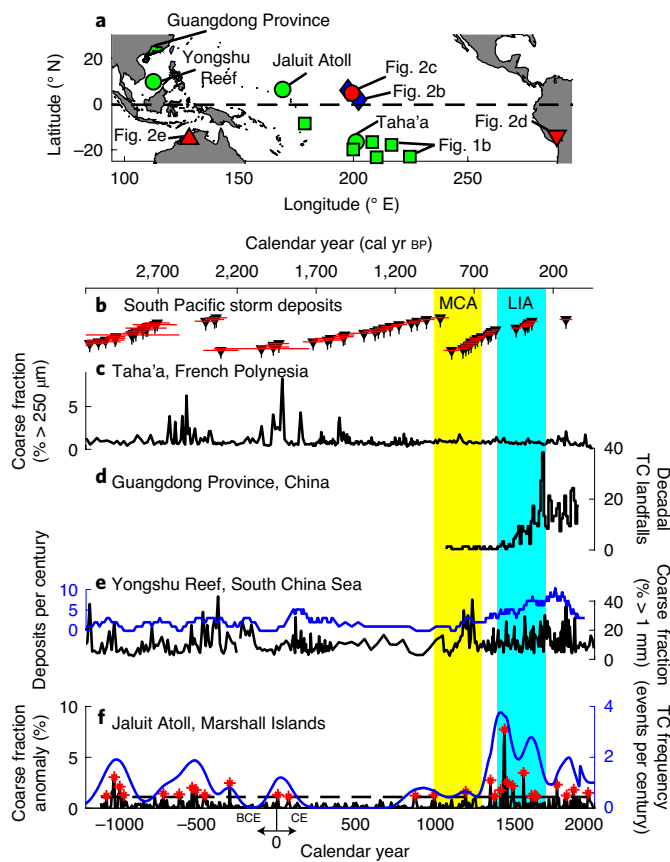 a
Guangdong Province
Yongshu
Reef
Jaluit Atoll
Fig. 2c
Fig. 2b
Taha'a
Fig. 2d
Fig. 2e
Fig. 1b
Latitude (° N)
20
0
−20
100
150
200
250
Longitude (° E)
Calendar year (cal yr BP)
2,700
2,200
1,700
1,200
700
200
b South Pacific storm deposits
MCA
LIA
c Taha'a, French Polynesia
Coarse fraction
(% > 250 μm)
5
0
d Guangdong Province, China
40
20
0
Decadal
TC landfalls
e Yongshu Reef, South China Sea
Deposits per century
10
5
0
40
20
0
Coarse fraction
(% > 1 mm)
f Jaluit Atoll, Marshall Islands
Coarse fraction
anomaly (%)
10
5
0
4
2
0
TC frequency
(events per century)
BCE
CE
−1000
−500
0
500
1000
1500
2000
Calendar year